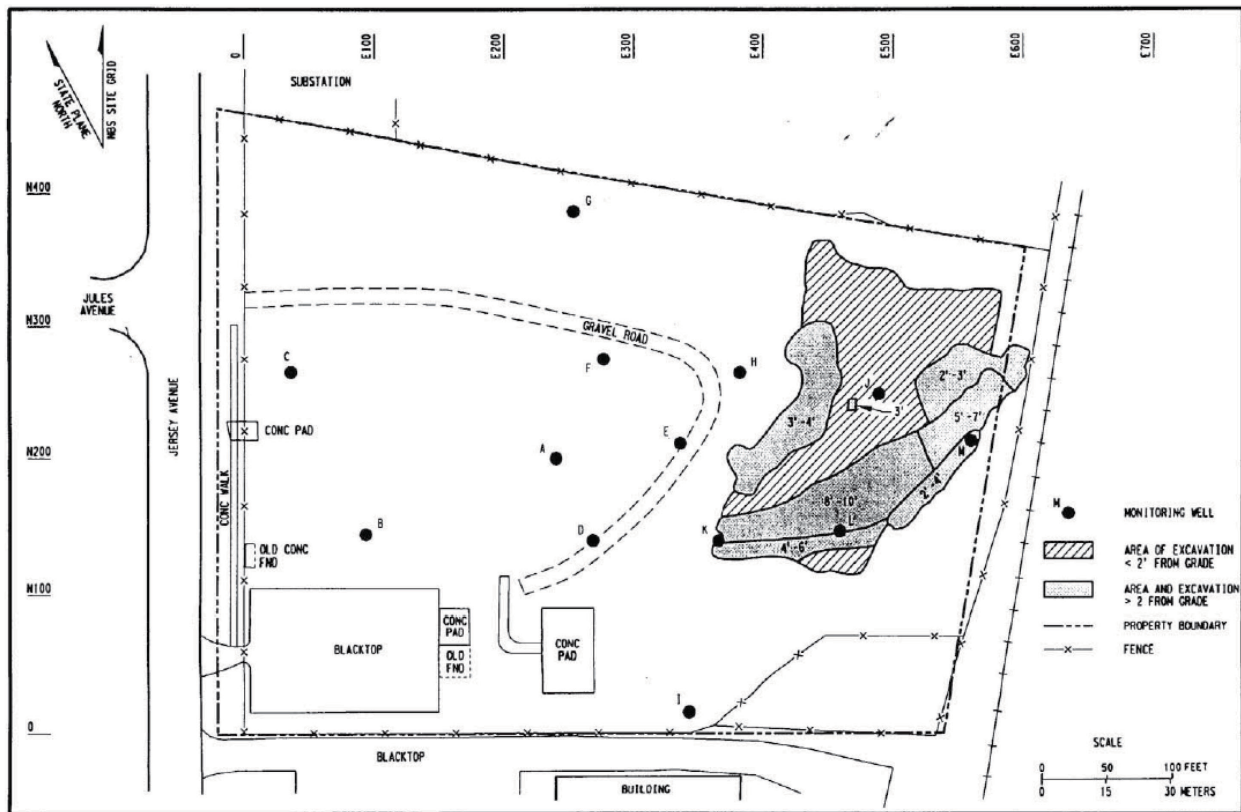 0
E100
E200
E300
E400
E500
E600
E700
STATE PLANE
NORTH
NBS SITE GRID
SUBSTATION
N400
G
JULES
AVENUE
N300
GRAVEL ROAD
C
F
H
J
2'-3'
3'
5'-7'
3'-4'
JERSEY AVENUE
CONC PAD
CONC WALK
N200
A
E
M
8'-10'
2'-4'
L
K
4'-6'
B
D
OLD CONC
FND
N100
M
MONITORING WELL
AREA OF EXCAVATION
< 2' FROM GRADE
AREA AND EXCAVATION
> 2 FROM GRADE
PROPERTY BOUNDARY
FENCE
BLACKTOP
CONC
PAD
OLD
FND
CONC
PAD
I
0
BLACKTOP
BUILDING
SCALE
0 50 100 FEET
0 15 30 METERS